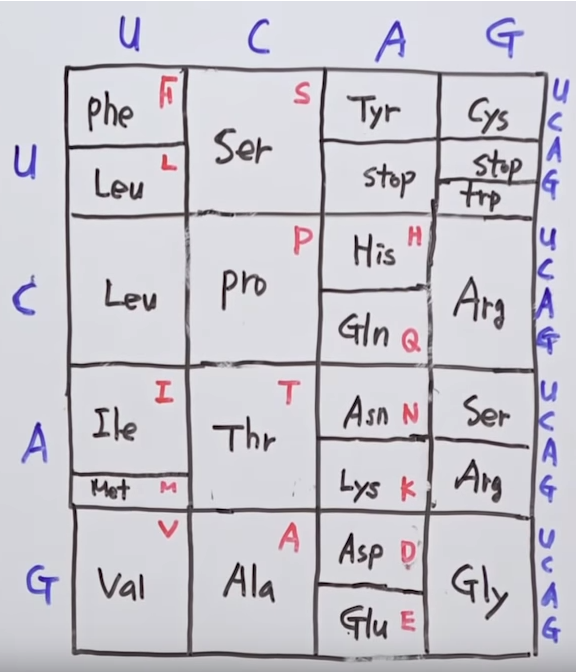 U C A G
Phe F Ser S Tyr Cys U
C
U Leu L stop stop A
Trp G
C Leu Pro P His H Arg U
C
Gln Q A
G
A Ile I Thr T Asn N Ser U
C
Lys K Arg A
Met M G
G Val V Ala A Asp D Gly U
C
Glu E A
G